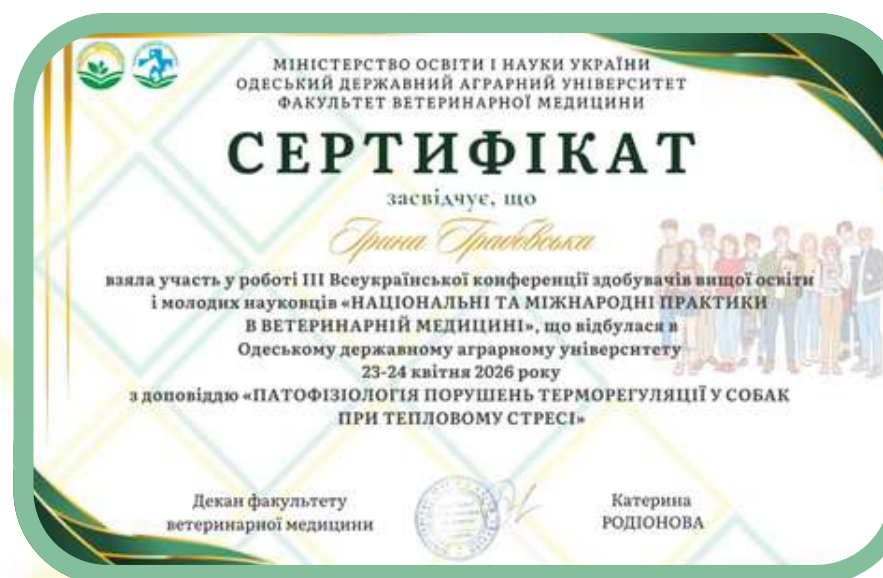 МІНІСТЕРСТВО ОСВІТИ І НАУКИ УКРАЇНИ
ОДЕСЬКИЙ ДЕРЖАВНИЙ АГРАРНИЙ УНІВЕРСИТЕТ
ФАКУЛЬТЕТ ВЕТЕРИНАРНОЇ МЕДИЦИНИ
СЕРТИФІКАТ
засвідчує, що
Ірина Грабовська
взяла участь у роботі ІІІ Всеукраїнської конференції здобувачів вищої освіти
і молодих науковців «НАЦІОНАЛЬНІ ТА МІЖНАРОДНІ ПРАКТИКИ
В ВЕТЕРИНАРНІЙ МЕДИЦИНІ», що відбулася в
Одеському державному аграрному університету
23-24 квітня 2026 року
з доповіддю «ПАТОФІЗІОЛОГІЯ ПОРУШЕНЬ ТЕРМОРЕГУЛЯЦІЇ У СОБАК
ПРИ ТЕПЛОВОМУ СТРЕСІ»
Декан факультету
ветеринарної медицини
Катерина
РОДІОНОВА